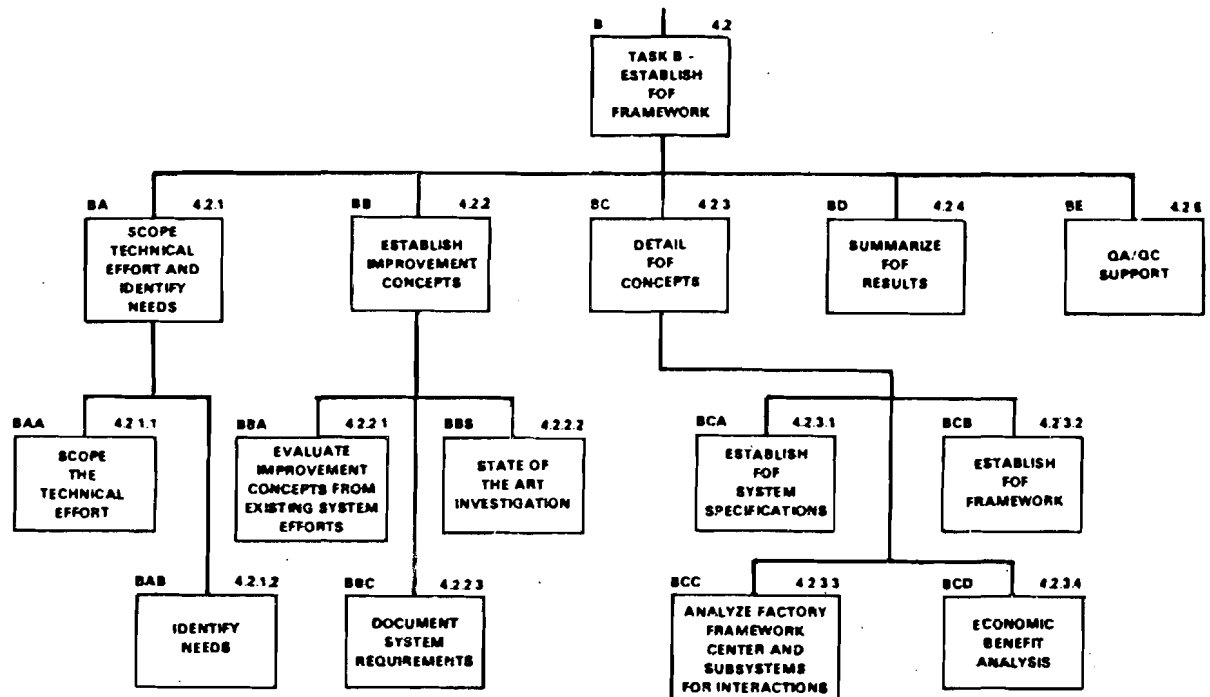 B 4.2
TASK B -
ESTABLISH
FOF
FRAMEWORK
BA 4.2.1
SCOPE
TECHNICAL
EFFORT AND
IDENTIFY
NEEDS
BB 4.2.2
ESTABLISH
IMPROVEMENT
CONCEPTS
BC 4.2.3
DETAIL
FOF
CONCEPTS
BD 4.2.4
SUMMARIZE
FOF
RESULTS
BE 4.2.6
QA/QC
SUPPORT
BAA 4.2.1.1
SCOPE
THE
TECHNICAL
EFFORT
BBA 4.2.2.1
EVALUATE
IMPROVEMENT
CONCEPTS FROM
EXISTING SYSTEM
EFFORTS
BBS 4.2.2.2
STATE OF
THE ART
INVESTIGATION
BCA 4.2.3.1
ESTABLISH
FOF
SYSTEM
SPECIFICATIONS
BCB 4.2.3.2
ESTABLISH
FOF
FRAMEWORK
BAB 4.2.1.2
IDENTIFY
NEEDS
BBC 4.2.2.3
DOCUMENT
SYSTEM
REQUIREMENTS
BCC 4.2.3.3
ANALYZE FACTORY
FRAMEWORK
CENTER AND
SUBSYSTEMS
FOR INTERACTIONS
BCD 4.2.3.4
ECONOMIC
BENEFIT
ANALYSIS